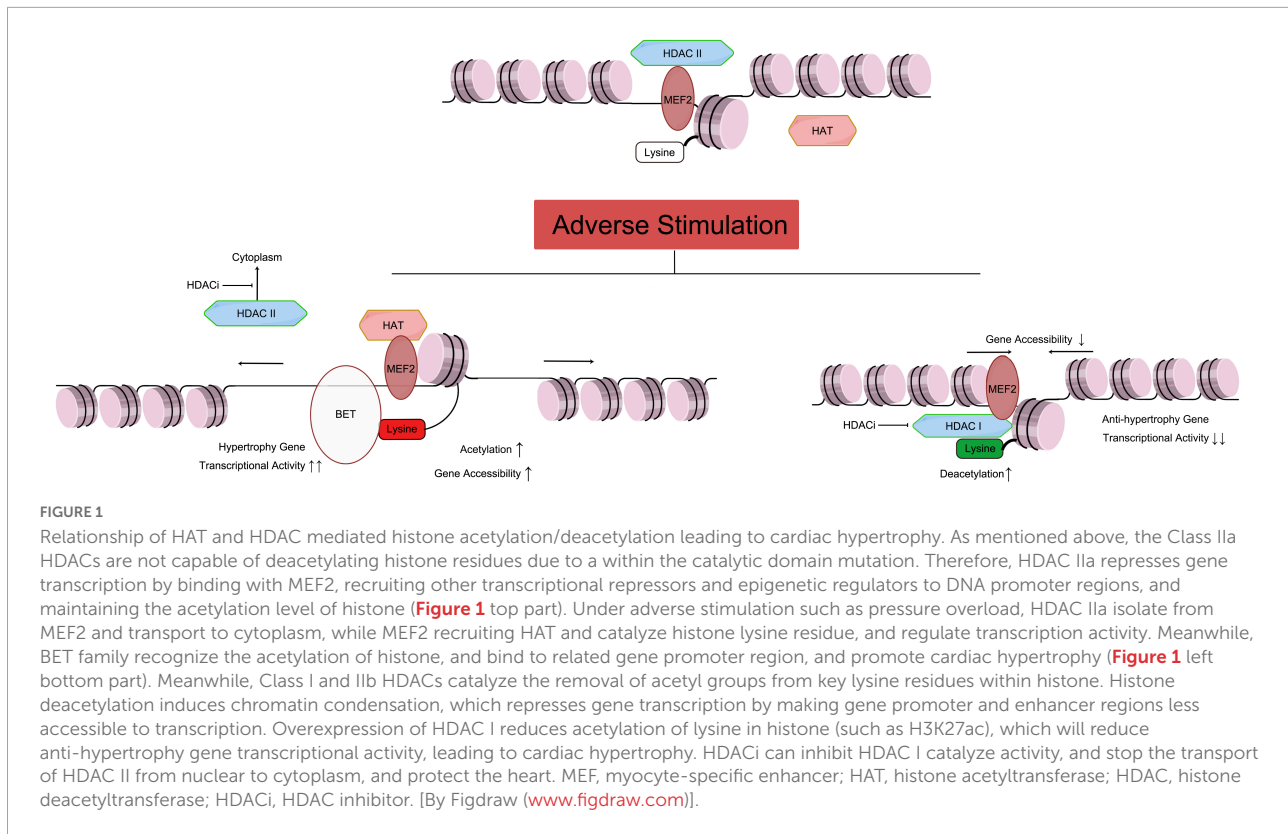 HDAC II
MEF2
HAT
Lysine
Adverse Stimulation
Cytoplasm
HDACi
HDAC II
HAT
MEF2
BET
Lysine
Hypertrophy Gene
Transcriptional Activity ↑↑
Acetylation ↑
Gene Accessibility ↑
Gene Accessibility ↓
MEF2
HDACi
HDAC I
Lysine
Deacetylation↑
Anti-hypertrophy Gene
Transcriptional Activity ↓↓
FIGURE 1
Relationship of HAT and HDAC mediated histone acetylation/deacetylation leading to cardiac hypertrophy. As mentioned above, the Class IIa
HDACs are not capable of deacetylating histone residues due to a within the catalytic domain mutation. Therefore, HDAC IIa represses gene
transcription by binding with MEF2, recruiting other transcriptional repressors and epigenetic regulators to DNA promoter regions, and
maintaining the acetylation level of histone (Figure 1 top part). Under adverse stimulation such as pressure overload, HDAC IIa isolate from
MEF2 and transport to cytoplasm, while MEF2 recruiting HAT and catalyze histone lysine residue, and regulate transcription activity. Meanwhile,
BET family recognize the acetylation of histone, and bind to related gene promoter region, and promote cardiac hypertrophy (Figure 1 left
bottom part). Meanwhile, Class I and IIb HDACs catalyze the removal of acetyl groups from key lysine residues within histone. Histone
deacetylation induces chromatin condensation, which represses gene transcription by making gene promoter and enhancer regions less
accessible to transcription. Overexpression of HDAC I reduces acetylation of lysine in histone (such as H3K27ac), which will reduce
anti-hypertrophy gene transcriptional activity, leading to cardiac hypertrophy. HDACi can inhibit HDAC I catalyze activity, and stop the transport
of HDAC II from nuclear to cytoplasm, and protect the heart. MEF, myocyte-specific enhancer; HAT, histone acetyltransferase; HDAC, histone
deacetyltransferase; HDACi, HDAC inhibitor. [By Figdraw (www.figdraw.com)].